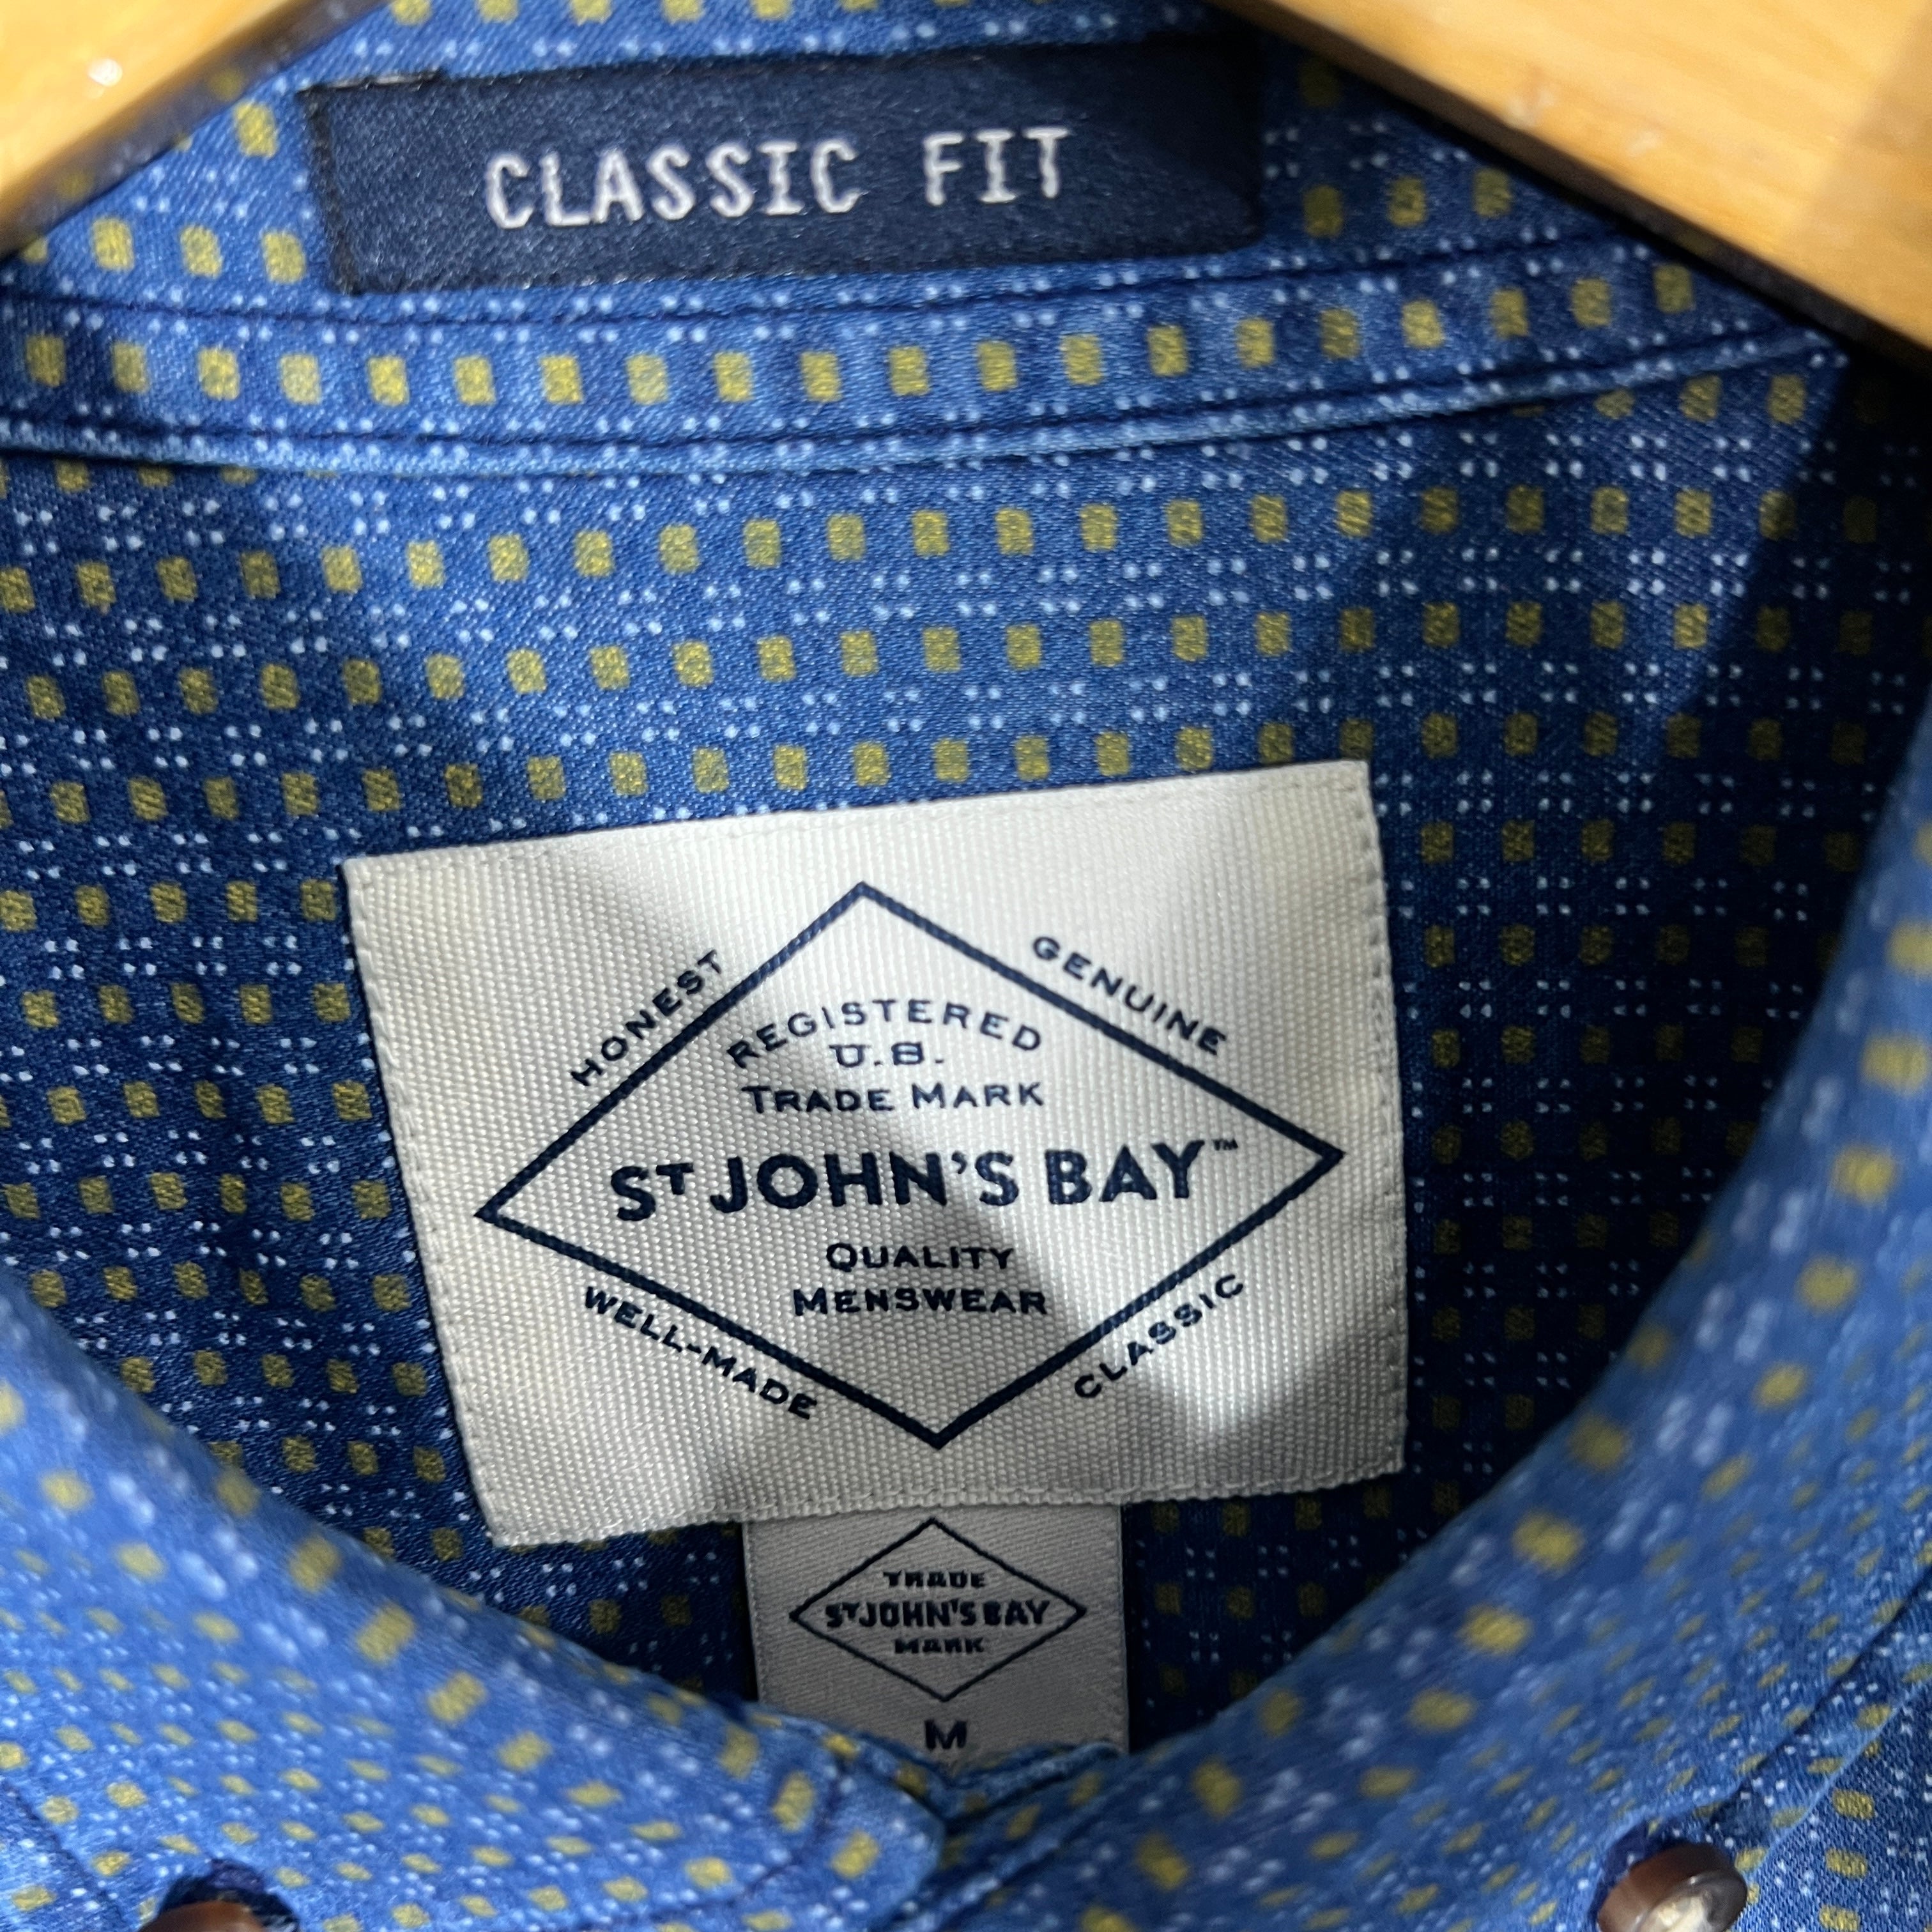 CLASSIC FIT
HONEST
GENUINE
REGISTERED
U.S.
TRADE MARK
ST JOHN'S BAY™
QUALITY
MENSWEAR
WELL-MADE
CLASSIC
TRADE
ST JOHN'S BAY
MARK
M